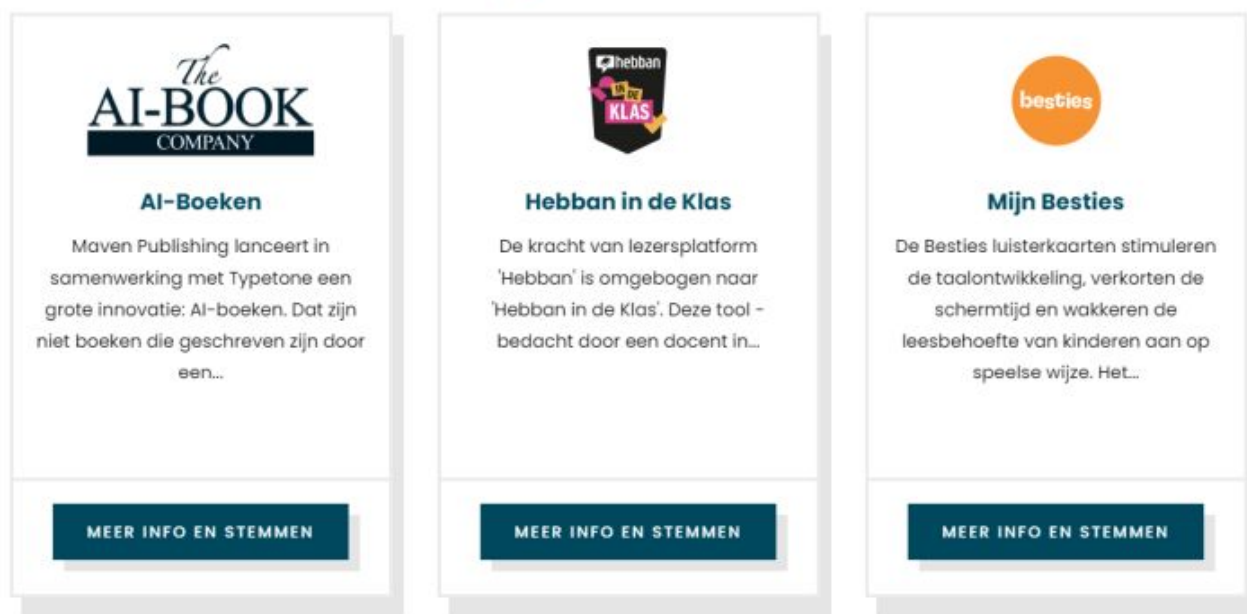 The
AI-BOOK
COMPANY
AI-Boeken
Maven Publishing lanceert in
samenwerking met Typetone een
grote innovatie: AI-boeken. Dat zijn
niet boeken die geschreven zijn door
een...
MEER INFO EN STEMMEN
hebban
IN DE
KLAS
Hebban in de Klas
De kracht van lezersplatform
'Hebban' is omgebogen naar
'Hebban in de Klas'. Deze tool -
bedacht door een docent in...
MEER INFO EN STEMMEN
besties
Mijn Besties
De Besties luisterkaarten stimuleren
de taalontwikkeling, verkorten de
schermtijd en wakkeren de
leesbehoefte van kinderen aan op
speelse wijze. Het...
MEER INFO EN STEMMEN